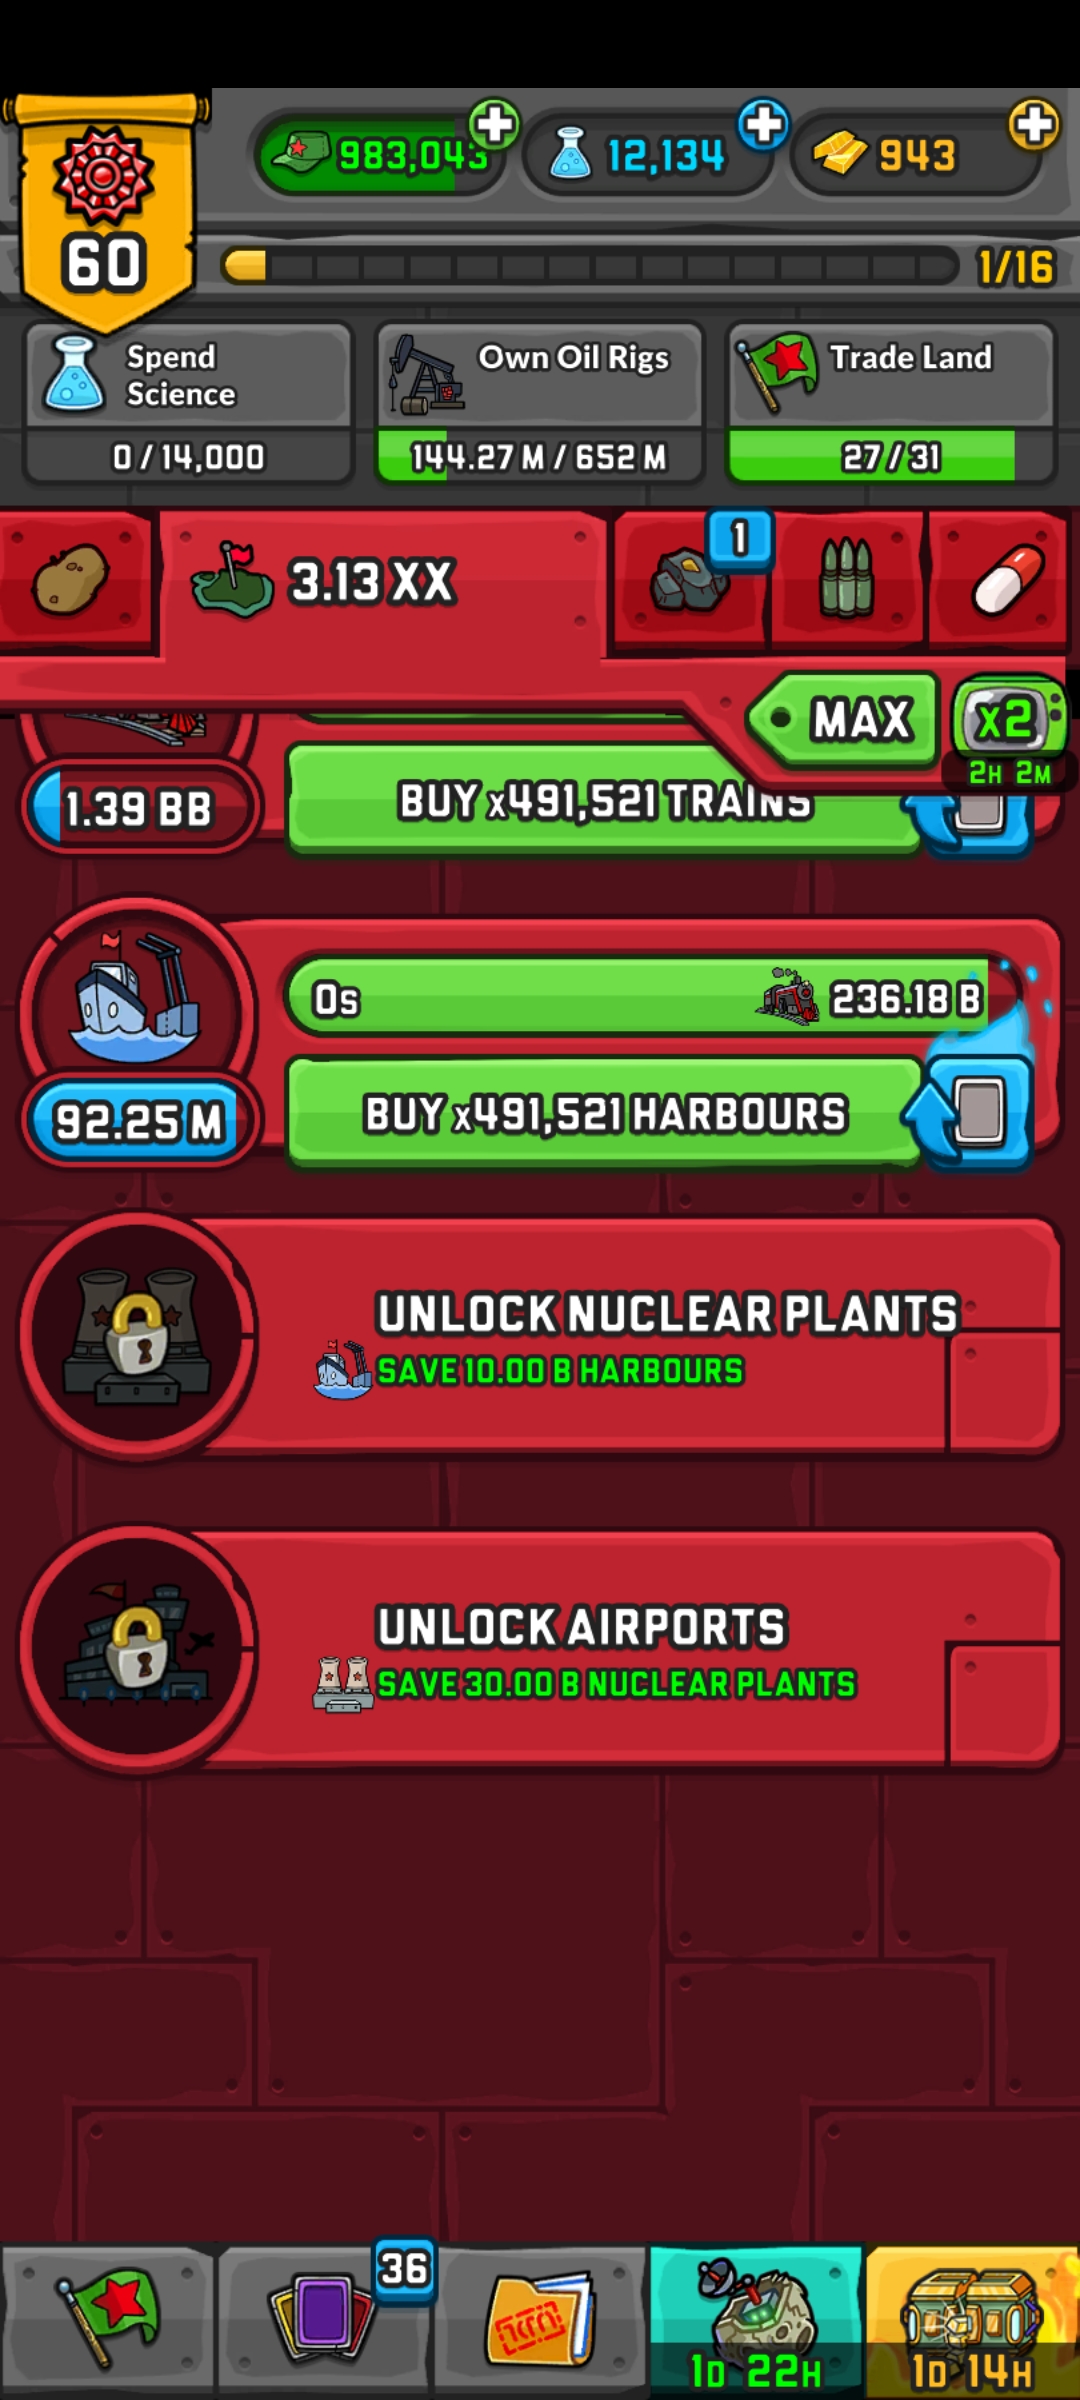 983,043
12,134
943
60
1/16
Spend
Science
0/14,000
Own Oil Rigs
144.27 M / 652 M
Trade Land
27/31
3.13 XX
1
MAX
x2
2H 2M
1.39 BB
BUY x491,521 TRAINS
0s
236.18 B
92.25 M
BUY x491,521 HARBOURS
UNLOCK NUCLEAR PLANTS
SAVE 10.00 B HARBOURS
UNLOCK AIRPORTS
SAVE 30.00 B NUCLEAR PLANTS
36
1D 22H
1D 14H